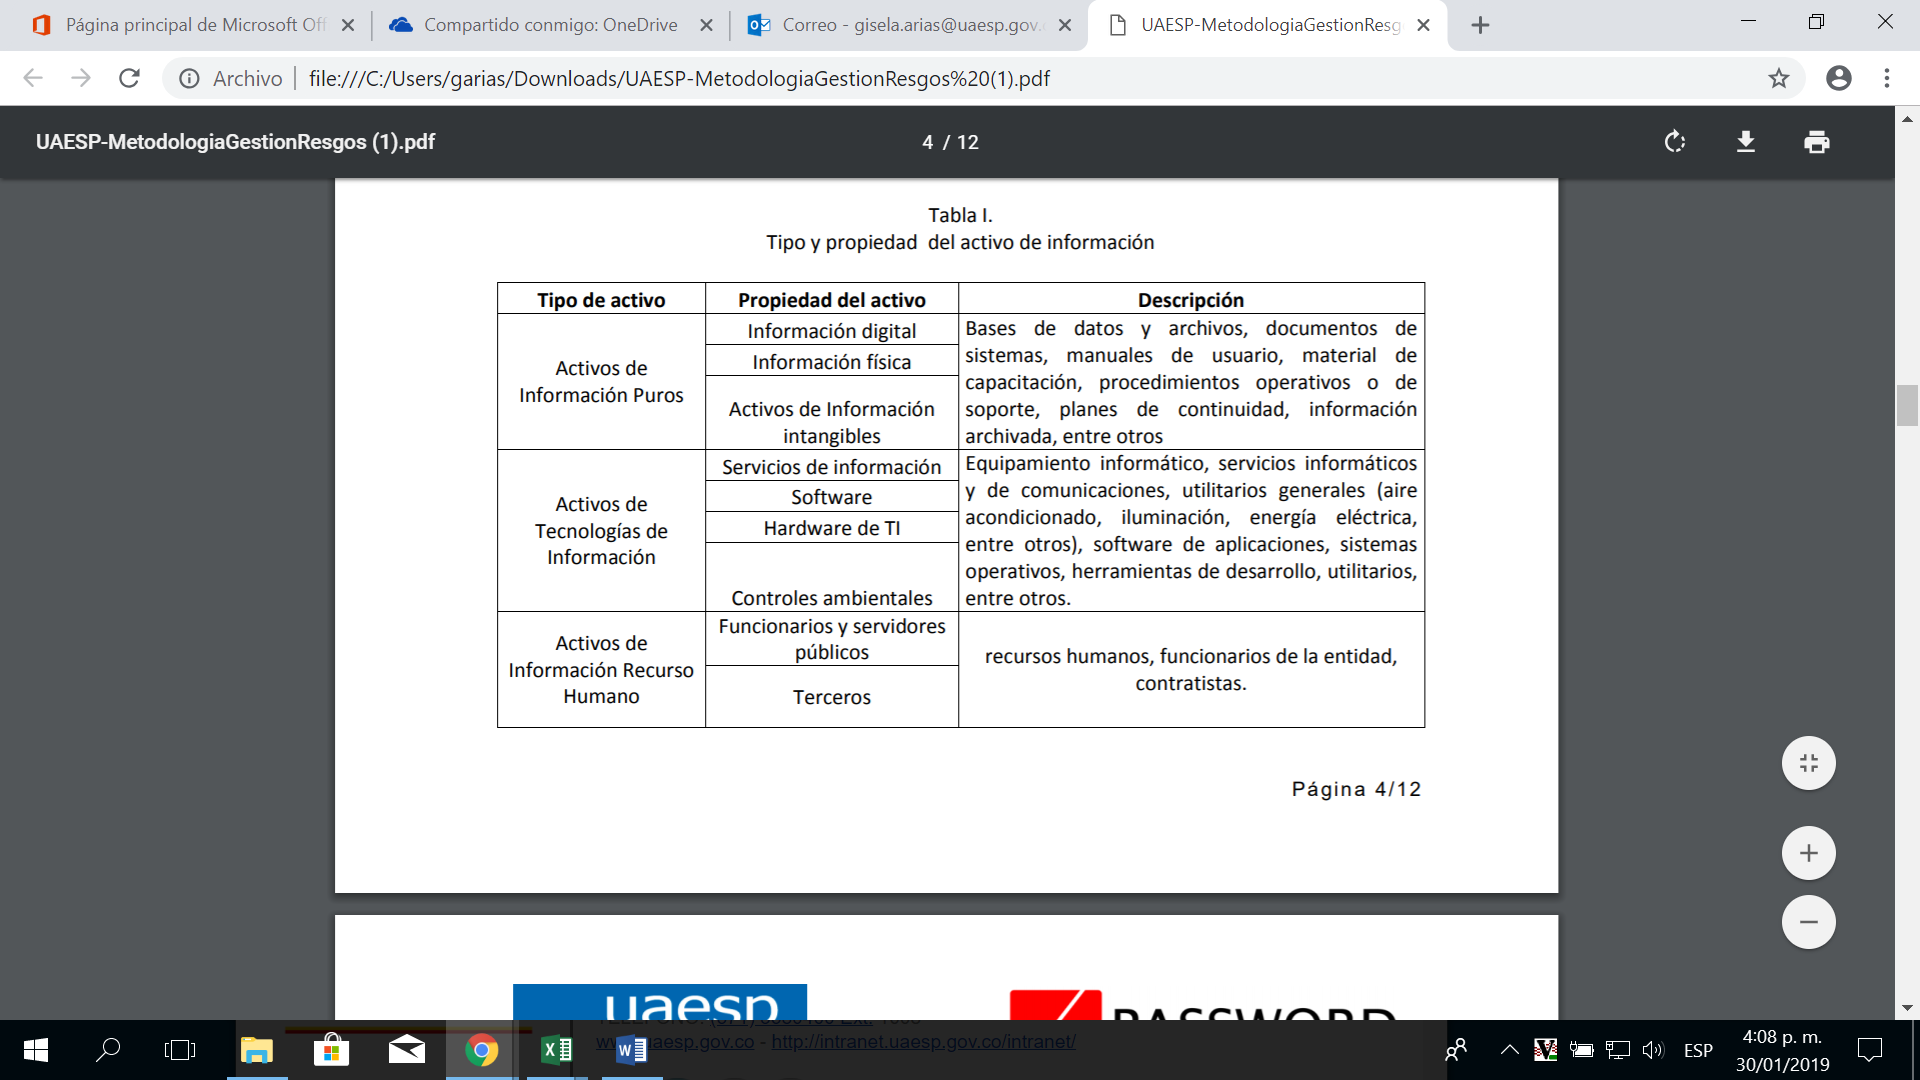 Página principal de Microsoft Off
Compartido conmigo: OneDrive
Correo - gisela.arias@uaesp.gov.
UAESP-MetodologiaGestionResg
Archivo
file:///C:/Users/garias/Downloads/UAESP-MetodologiaGestionResgos%20(1).pdf
UAESP-MetodologiaGestionResgos (1).pdf
4 / 12
Tabla I.
Tipo y propiedad del activo de información
Tipo de activo
Propiedad del activo
Descripción
Activos de
Información Puros
Información digital
Información física
Activos de Información
intangibles
Bases de datos y archivos, documentos de
sistemas, manuales de usuario, material de
capacitación, procedimientos operativos o de
soporte, planes de continuidad, información
archivada, entre otros
Activos de
Tecnologías de
Información
Servicios de información
Software
Hardware de TI
Controles ambientales
Equipamiento informático, servicios informáticos
y de comunicaciones, utilitarios generales (aire
acondicionado, iluminación, energía eléctrica,
entre otros), software de aplicaciones, sistemas
operativos, herramientas de desarrollo, utilitarios,
entre otros.
Activos de
Información Recurso
Humano
Funcionarios y servidores
públicos
Terceros
recursos humanos, funcionarios de la entidad,
contratistas.
Página 4/12
uaesp
PASSWORD
www.uaesp.gov.co - http://intranet.uaesp.gov.co/intranet/
ESP
4:08 p. m.
30/01/2019